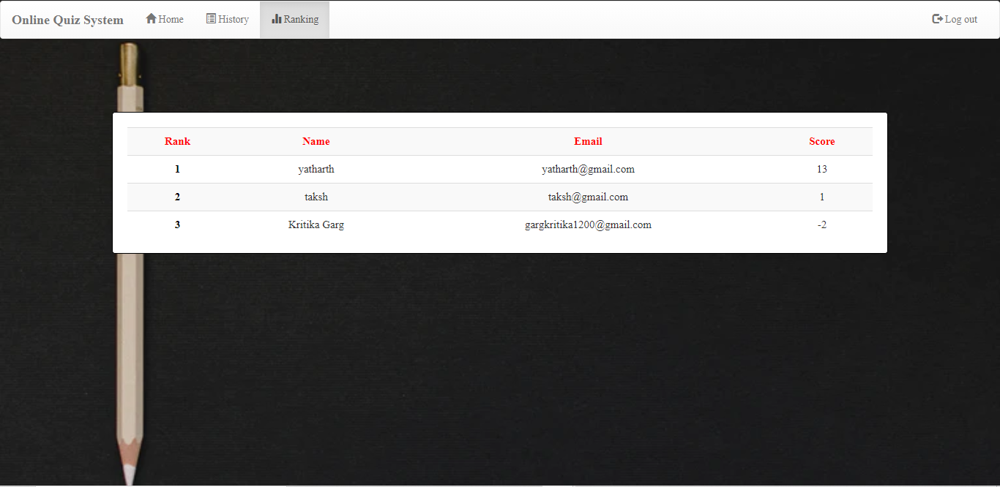 Online Quiz System Home History Ranking Log out
Rank Name Email Score
1 yatharth yatharth@gmail.com 13
2 taksh taksh@gmail.com 1
3 Kritika Garg gargkritika1200@gmail.com -2